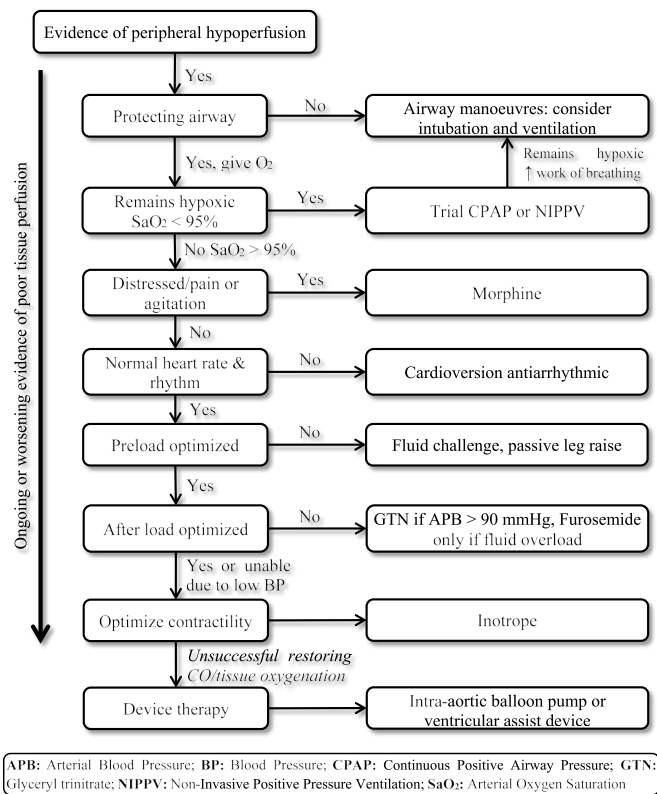 Evidence of peripheral hypoperfusion
Yes
Protecting airway
No
Airway manoeuvres: consider
intubation and ventilation
Yes, give O₂
Remains hypoxic
↑ work of breathing
Remains hypoxic
SaO₂ < 95%
Yes
Trial CPAP or NIPPV
No SaO₂ > 95%
Distressed/pain or
agitation
Yes
Morphine
No
Normal heart rate &
rhythm
No
Cardioversion antiarrhythmic
Yes
Preload optimized
No
Fluid challenge, passive leg raise
Yes
After load optimized
No
GTN if APB > 90 mmHg, Furosemide
only if fluid overload
Yes or unable
due to low BP
Optimize contractility
Inotrope
Unsuccessful restoring
CO/tissue oxygenation
Device therapy
Intra-aortic balloon pump or
ventricular assist device
Ongoing or worsening evidence of poor tissue perfusion
APB: Arterial Blood Pressure; BP: Blood Pressure; CPAP: Continuous Positive Airway Pressure; GTN:
Glyceryl trinitrate; NIPPV: Non-Invasive Positive Pressure Ventilation; SaO₂: Arterial Oxygen Saturation